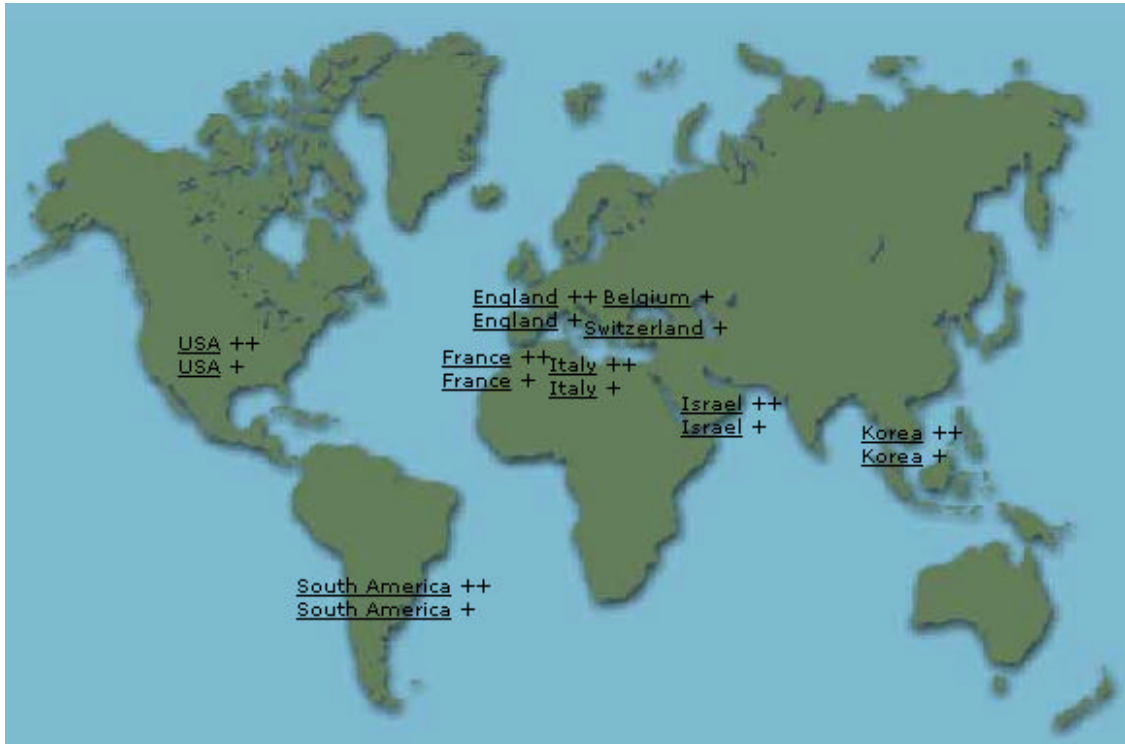 England ++ Belgium +
England + Switzerland +
USA ++
USA +
France ++ Italy ++
France + Italy +
Israel ++
Israel +
Korea ++
Korea +
South America ++
South America +